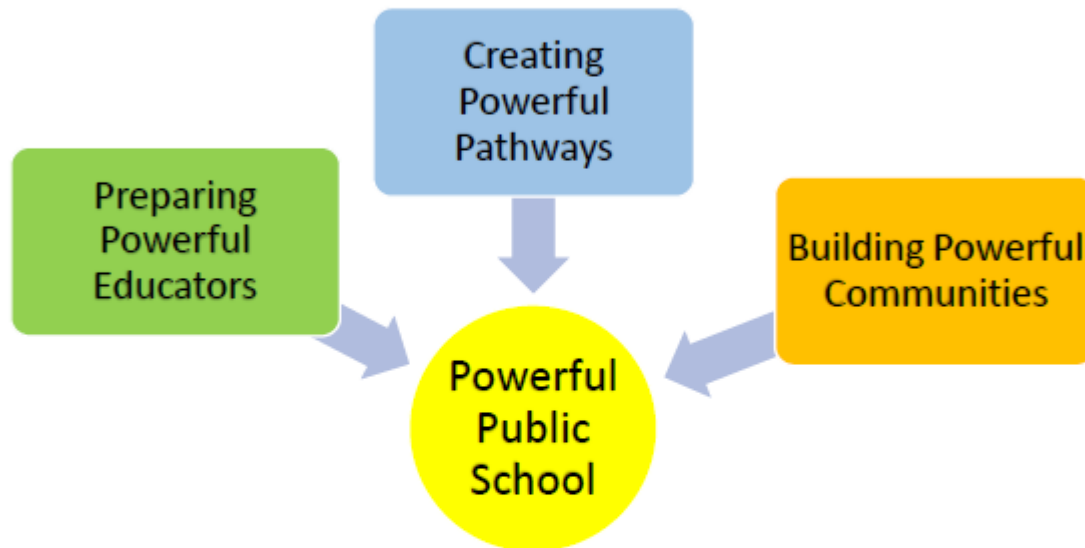 Creating
Powerful
Pathways
Preparing
Powerful
Educators
Building Powerful
Communities
Powerful
Public
School